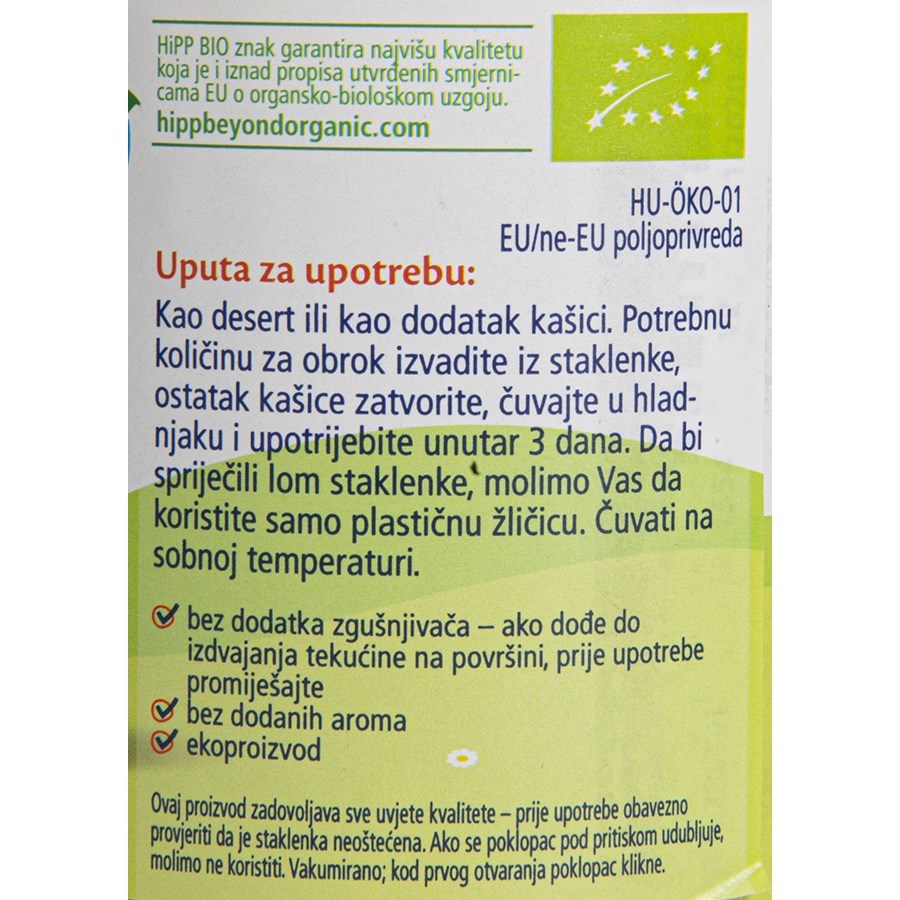 HiPP BIO znak garantira najvišu kvalitetu
koja je i iznad propisa utvrđenih smjerni-
cama EU o organsko-biološkom uzgoju.
hippbeyondorganic.com
HU-ÖKO-01
EU/ne-EU poljoprivreda
Uputa za upotrebu:
Kao desert ili kao dodatak kašici. Potrebnu
količinu za obrok izvadite iz staklenke,
ostatak kašice zatvorite, čuvajte u hlad-
njaku i upotrijebite unutar 3 dana. Da bi
spriječili lom staklenke, molimo Vas da
koristite samo plastičnu žličicu. Čuvati na
sobnoj temperaturi.
bez dodatka zgušnjivača – ako dođe do
izdvajanja tekućine na površini, prije upotrebe
promiješajte
bez dodanih aroma
ekoproizvod
Ovaj proizvod zadovoljava sve uvjete kvalitete – prije upotrebe obavezno
provjeriti da je staklenka neoštećena. Ako se poklopac pod pritiskom udubljuje,
molimo ne koristiti. Vakumirano; kod prvog otvaranja poklopac klikne.